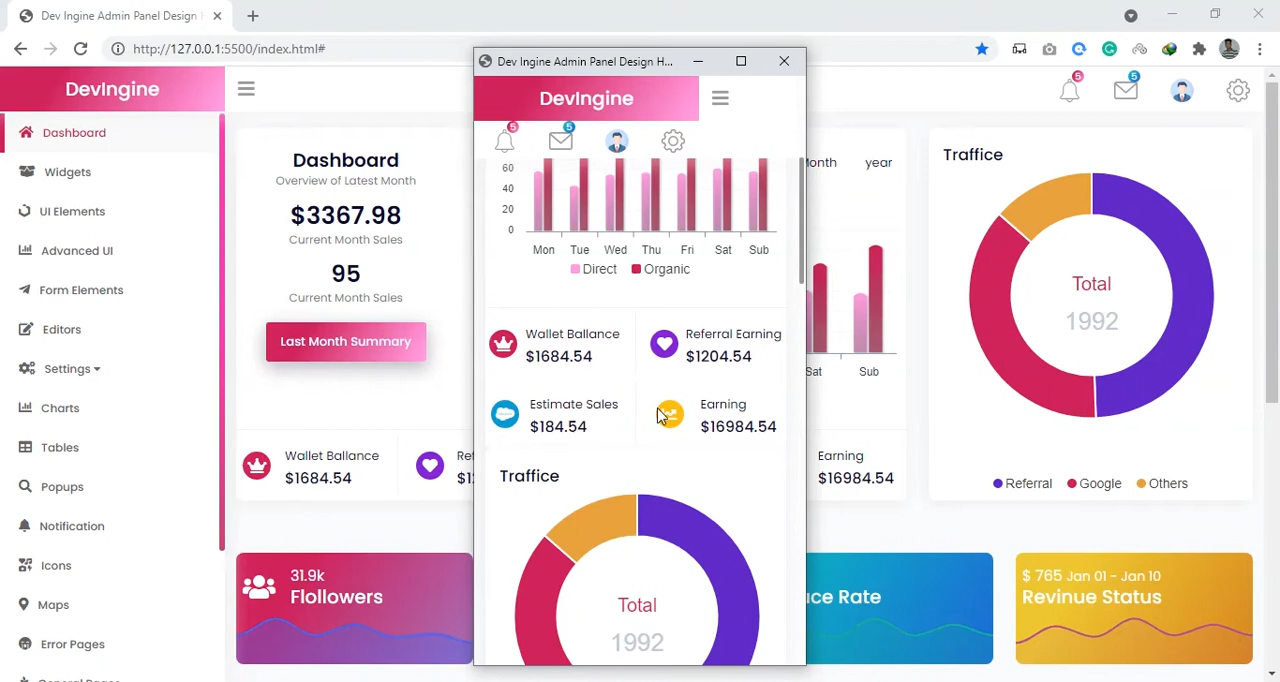 Dev Ingine Admin Panel Design
http://127.0.0.1:5500/index.html#
DevIngine
5
5
Dashboard
Widgets
UI Elements
Advanced UI
Form Elements
Editors
Settings
Charts
Tables
Popups
Notification
Icons
Maps
Error Pages
Dashboard
Overview of Latest Month
$3367.98
Current Month Sales
95
Current Month Sales
Last Month Summary
Wallet Ballance
$1684.54
31.9k
Flollowers
Dev Ingine Admin Panel Design H...
DevIngine
5
5
60
40
20
0
Mon Tue Wed Thu Fri Sat Sub
Direct Organic
Wallet Ballance
$1684.54
Referral Earning
$1204.54
Estimate Sales
$184.54
Earning
$16984.54
Traffice
Total
1992
year
Sub
Earning
$16984.54
Traffice
Total
1992
Referral Google Others
Rate
$ 765 Jan 01 - Jan 10
Revinue Status